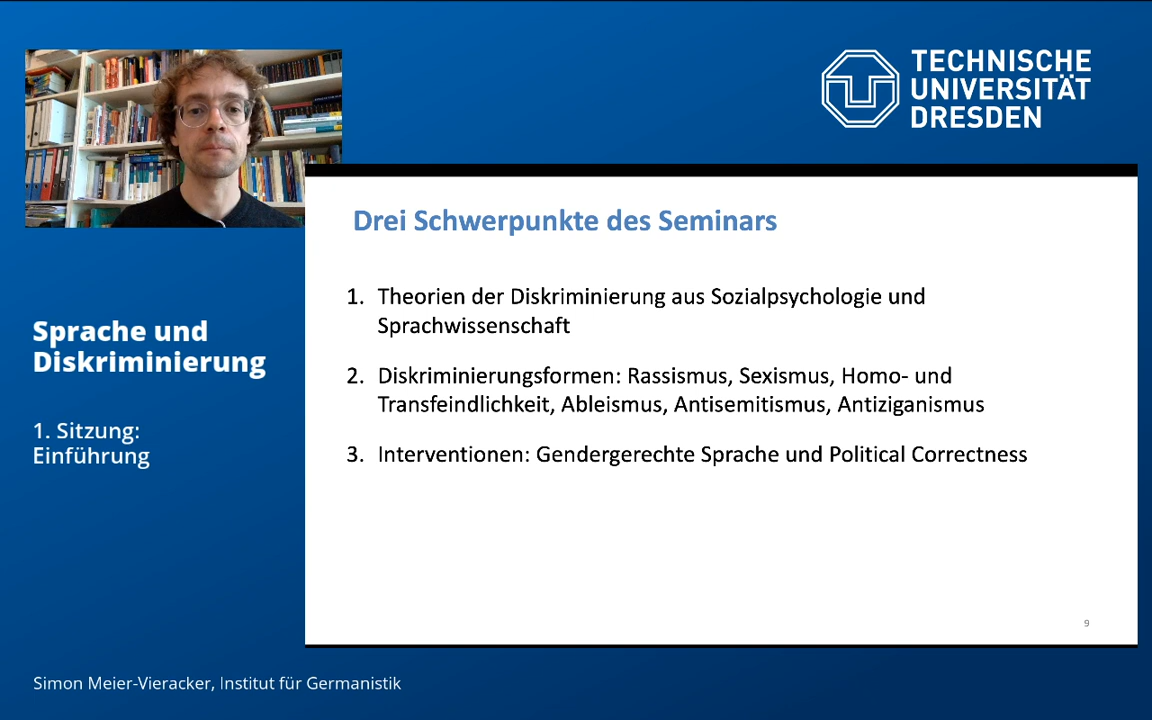 TECHNISCHE
UNIVERSITÄT
DRESDEN
Drei Schwerpunkte des Seminars
1. Theorien der Diskriminierung aus Sozialpsychologie und
Sprachwissenschaft
2. Diskriminierungsformen: Rassismus, Sexismus, Homo- und
Transfeindlichkeit, Ableismus, Antisemitismus, Antiziganismus
3. Interventionen: Gendergerechte Sprache und Political Correctness
9
Sprache und
Diskriminierung
1. Sitzung:
Einführung
Simon Meier-Vieracker, Institut für Germanistik